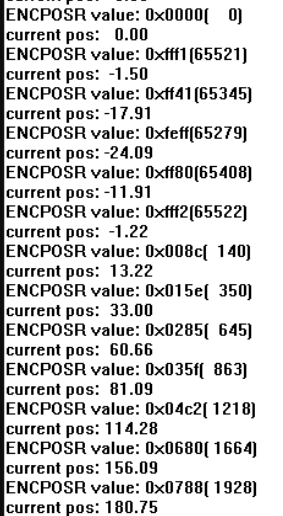 ENCPOSR value: 0x0000(    0)
current pos:   0.00
ENCPOSR value: 0xfff1(65521)
current pos:  -1.50
ENCPOSR value: 0xff41(65345)
current pos: -17.91
ENCPOSR value: 0xfeff(65279)
current pos: -24.09
ENCPOSR value: 0xff80(65408)
current pos: -11.91
ENCPOSR value: 0xfff2(65522)
current pos:  -1.22
ENCPOSR value: 0x008c(  140)
current pos:  13.22
ENCPOSR value: 0x015e(  350)
current pos:  33.00
ENCPOSR value: 0x0285(  645)
current pos:  60.66
ENCPOSR value: 0x035f(  863)
current pos:  81.09
ENCPOSR value: 0x04c2( 1218)
current pos: 114.28
ENCPOSR value: 0x0680( 1664)
current pos: 156.09
ENCPOSR value: 0x0788( 1928)
current pos: 180.75